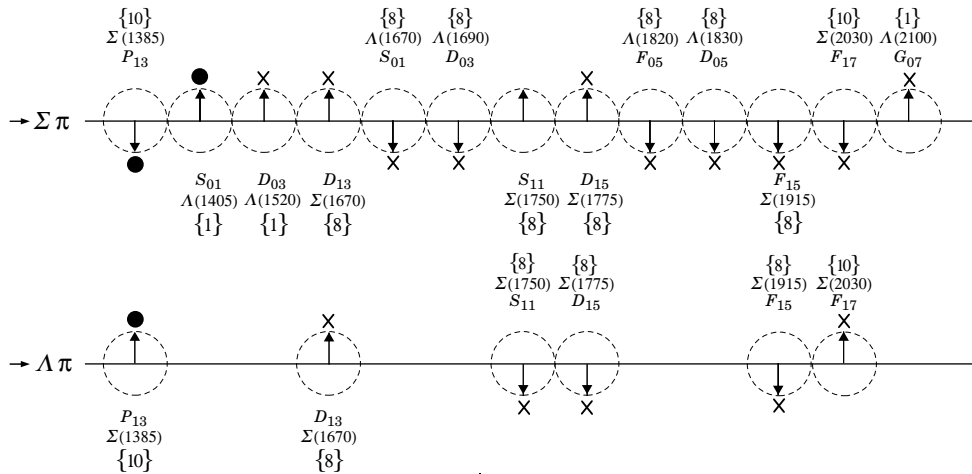 {10} {8} {8} {8} {8} {10} {1}
Σ(1385) Λ(1670) Λ(1690) Λ(1820) Λ(1830) Σ(2030) Λ(2100)
P13 S01 D03 F05 D05 F17 G07
→ Σ π
S01 D03 D13 S11 D15 F15
Λ(1405) Λ(1520) Σ(1670) Σ(1750) Σ(1775) Σ(1915)
{1} {1} {8} {8} {8} {8}
{8} {8} {8} {10}
Σ(1750) Σ(1775) Σ(1915) Σ(2030)
S11 D15 F15 F17
→ Λ π
P13 D13
Σ(1385) Σ(1670)
{10} {8}